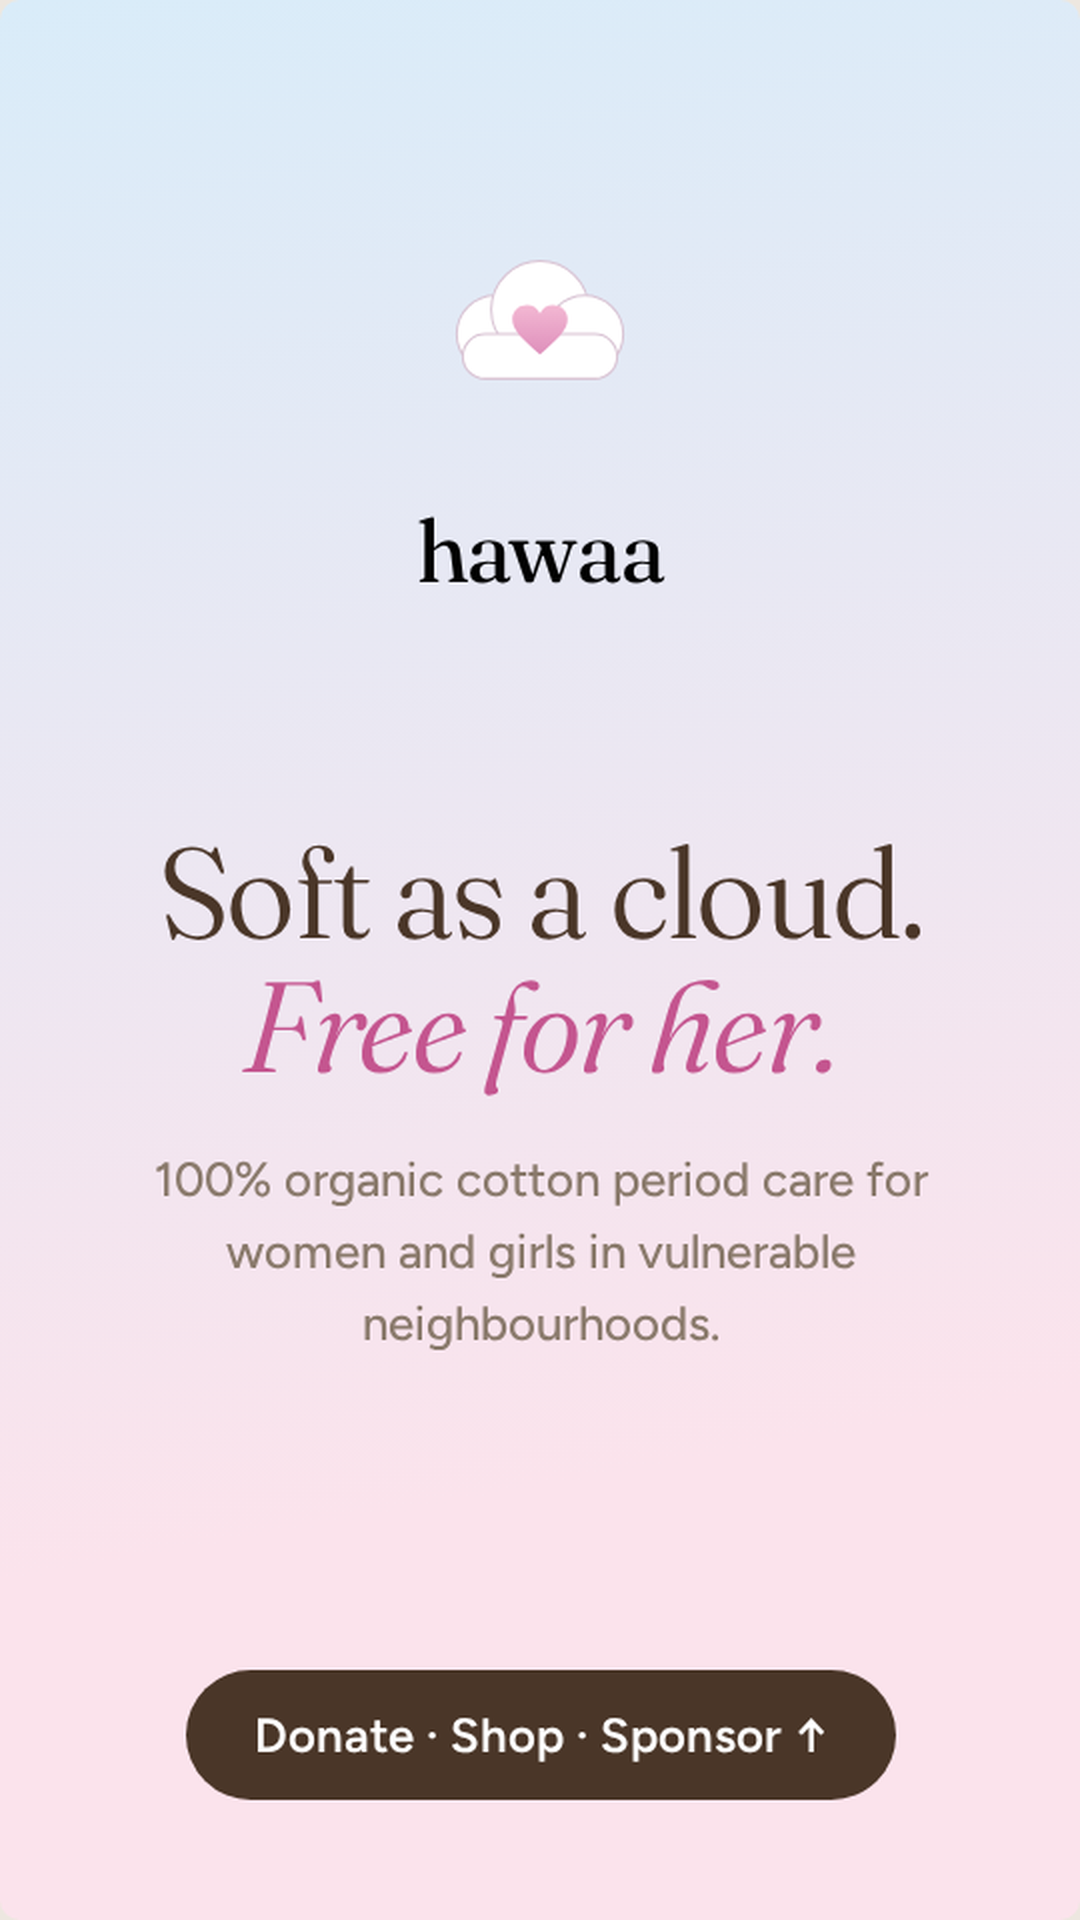 hawaa
Soft as a cloud.
Free for her.
100% organic cotton period care for
women and girls in vulnerable
neighbourhoods.
Donate · Shop · Sponsor ↑